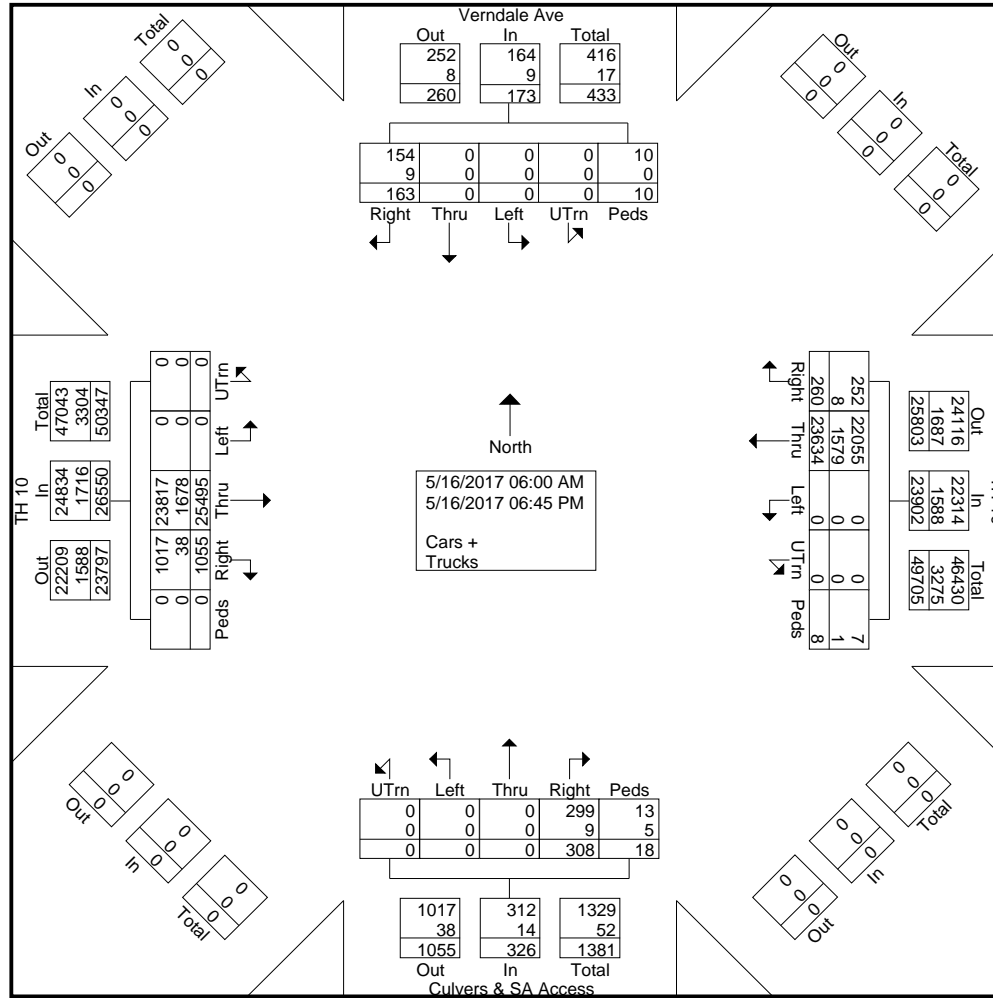 Verndale Ave
Out In Total
252 164 416
8 9 17
260 173 433
154 0 0 0 10
9 0 0 0 0
163 0 0 0 10
Right Thru Left UTrn Peds
Total
0 0 0
In
0 0 0
Out
0 0 0
Out
0 0 0
In
0 0 0
Total
0 0 0
TH 10
Total
47043
3304
50347
In
24834
1716
26550
Out
22209
1588
23797
0 0 0 UTrn
0 0 0 Left
23817 1678 25495 Thru
1017 38 1055 Right
0 0 0 Peds
North
5/16/2017 06:00 AM
5/16/2017 06:45 PM
Cars +
Trucks
Right 260 8 252
Thru 23634 1579 22055
Left 0 0 0
UTrn 0 0 0
Peds 8 1 7
Out
24116
1687
25803
In
22314
1588
23902
Total
46430
3275
49705
UTrn Left Thru Right Peds
0 0 0 299 13
0 0 0 9 5
0 0 0 308 18
1017 312 1329
38 14 52
1055 326 1381
Out In Total
Culvers & SA Access
0 0 0
Out
0 0 0
In
0 0 0
Total
0 0 0
Total
0 0 0
In
0 0 0
Out